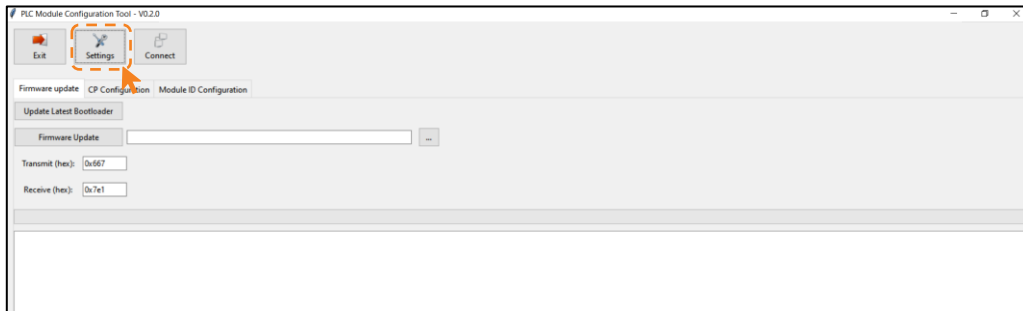 PLC Module Configuration Tool - V0.2.0
Exit Settings Connect
Firmware update CP Configuration Module ID Configuration
Update Latest Bootloader
Firmware Update ...
Transmit (hex): 0x667
Receive (hex): 0x7e1